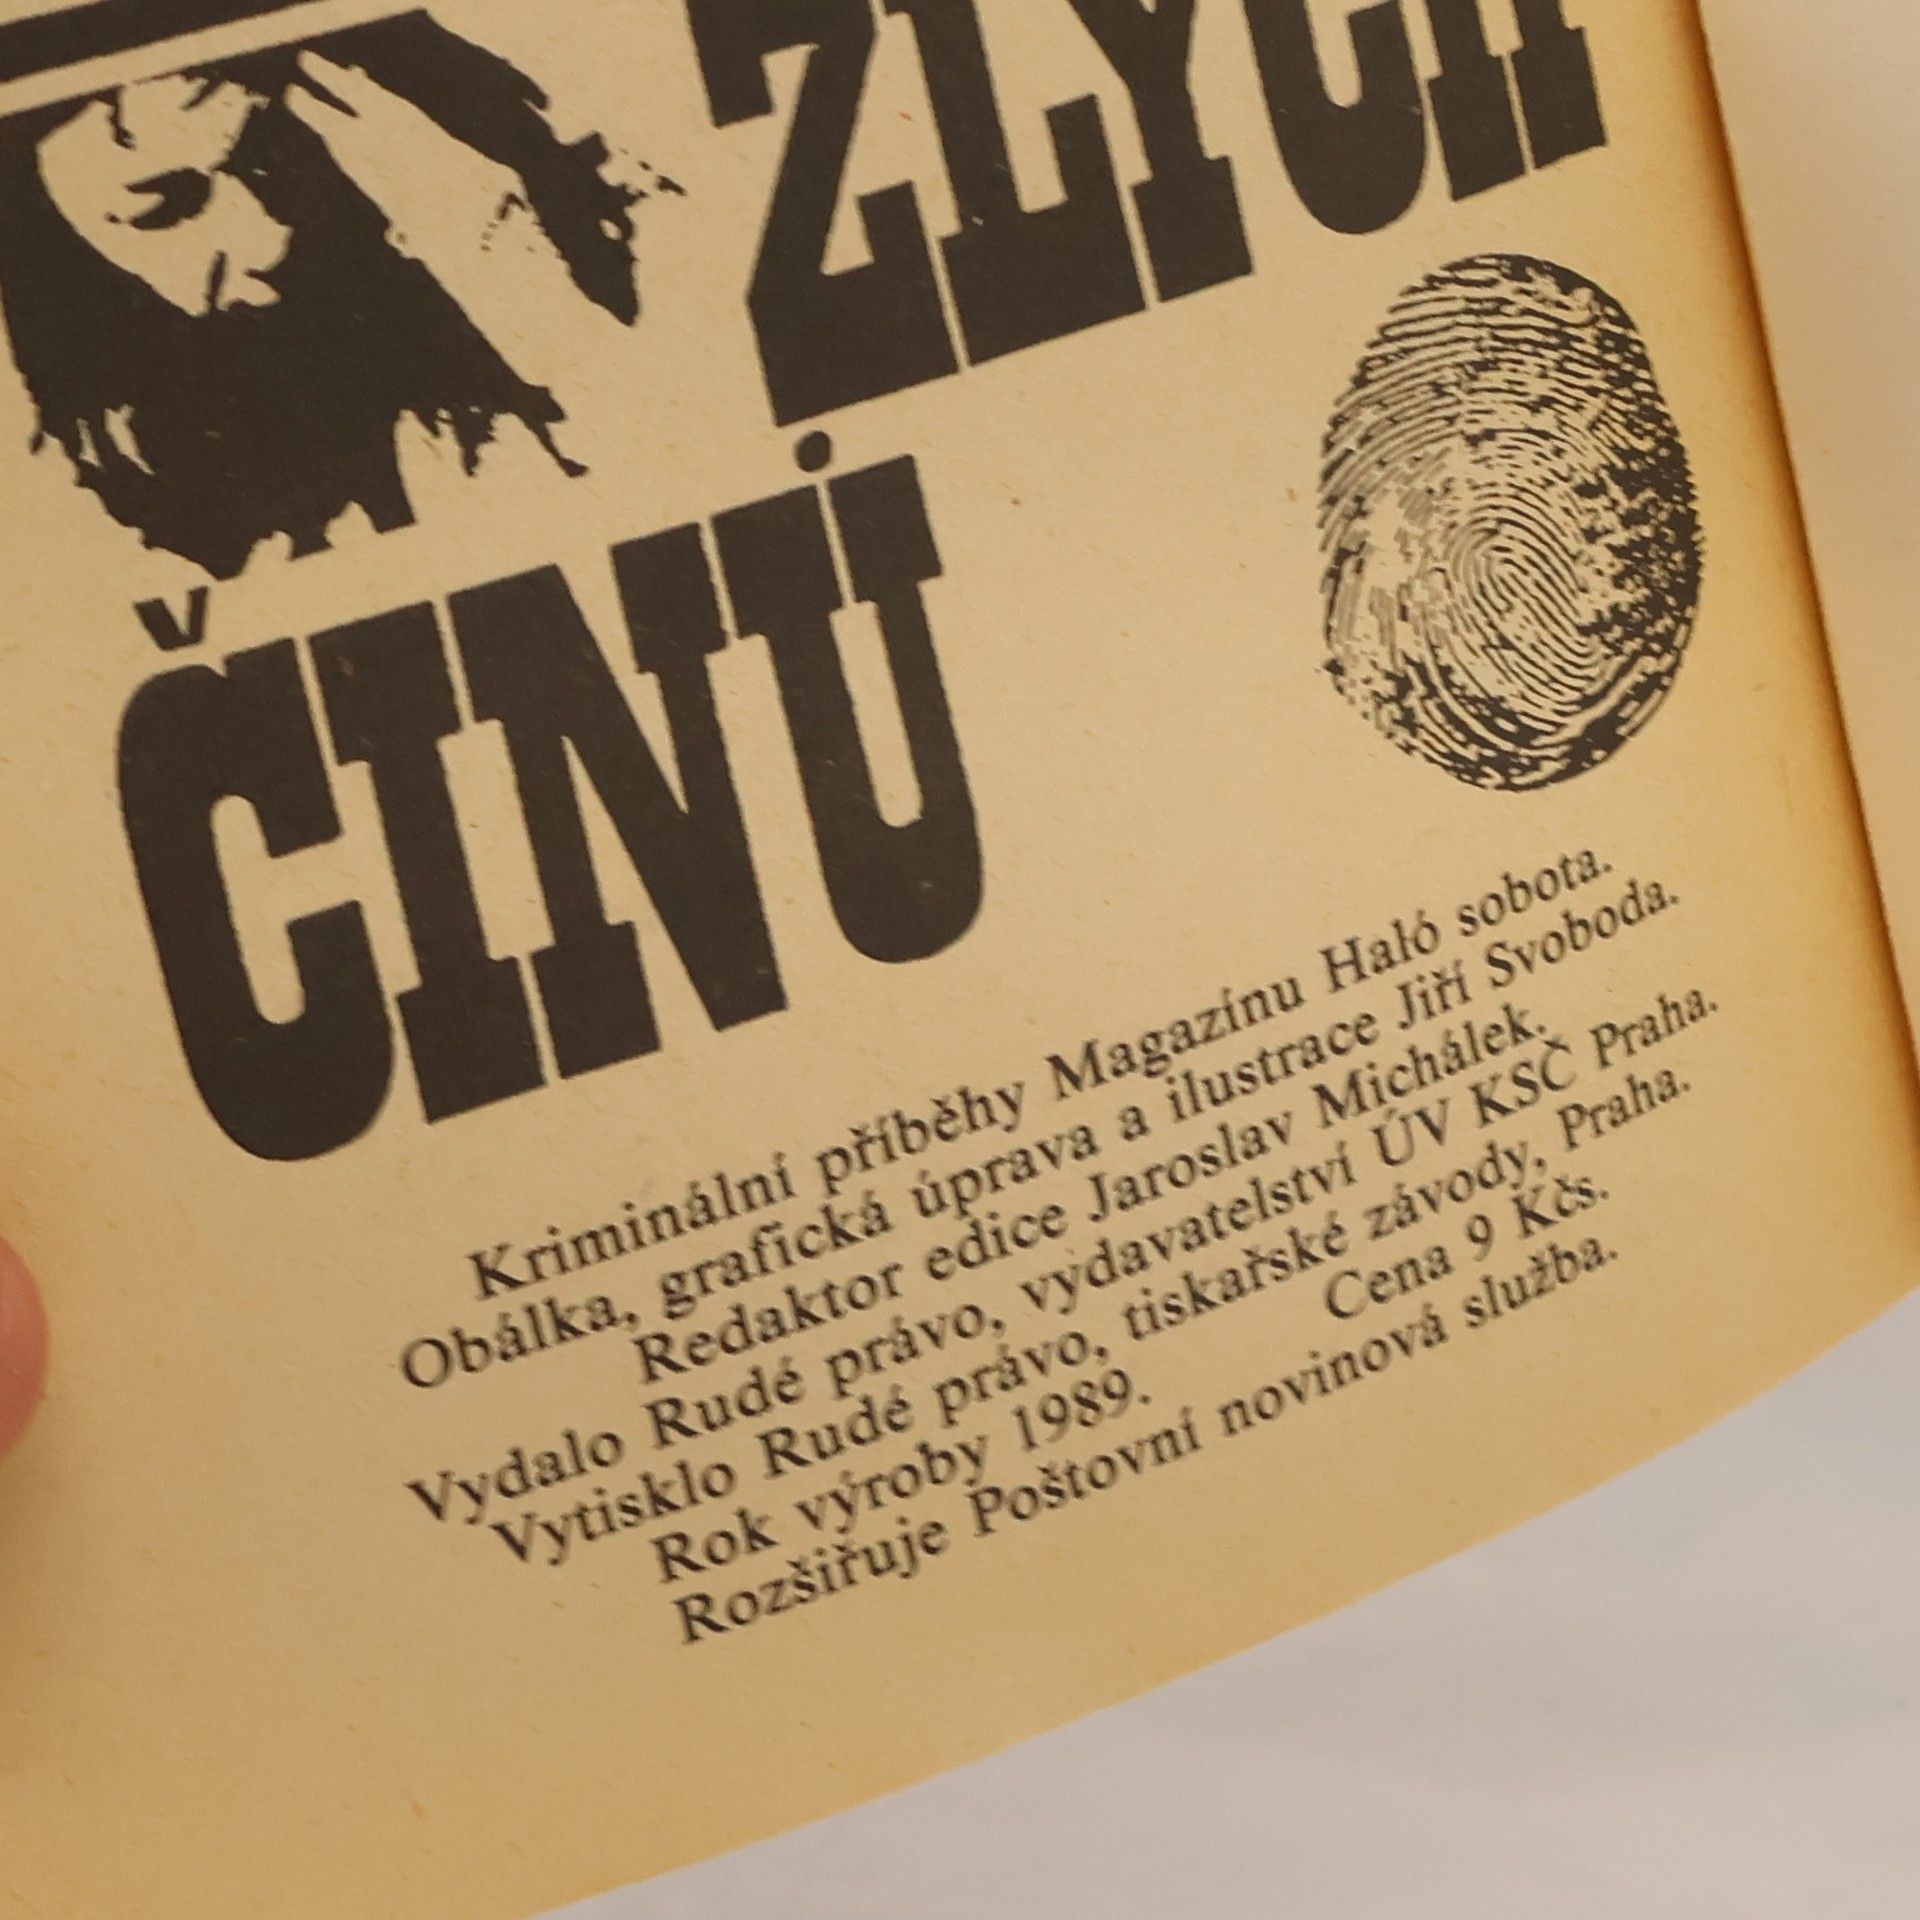 ZLÝCH
ČINŮ
Kriminální příběhy Magazínu Haló sobota.
Obálka, grafická úprava a ilustrace Jiří Svoboda.
Redaktor edice Jaroslav Michálek.
Vydalo Rudé právo, vydavatelství ÚV KSČ Praha.
Vytisklo Rudé právo, tiskařské závody, Praha.
Rok výroby 1989. Cena 9 Kčs.
Rozšiřuje Poštovní novinová služba.